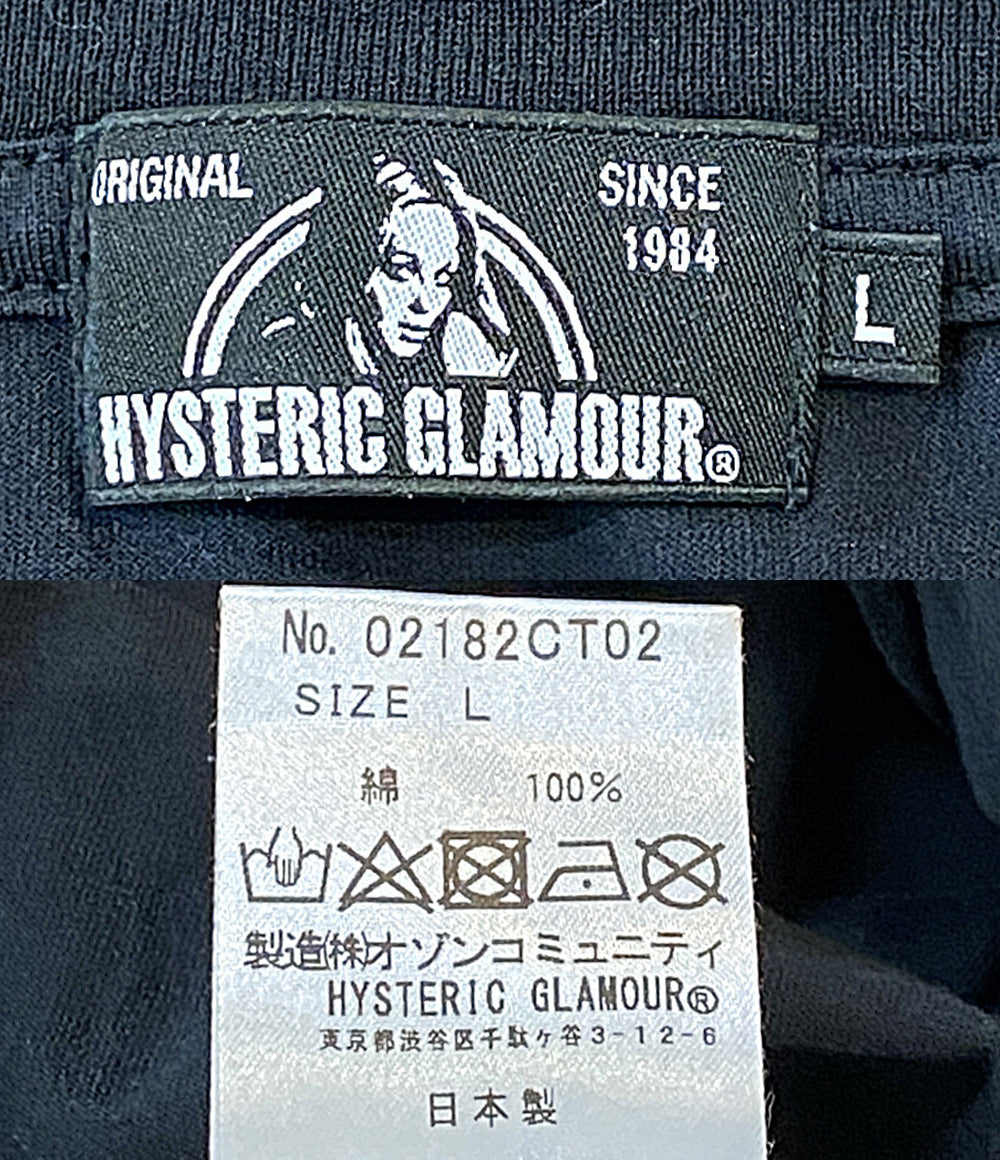 ORIGINAL
SINCE
1984
L
HYSTERIC GLAMOUR®
No. 02182CT02
SIZE L
綿 100%
製造(株)オゾンコミュニティ
HYSTERIC GLAMOUR®
東京都渋谷区千駄ヶ谷3-12-6
日本製